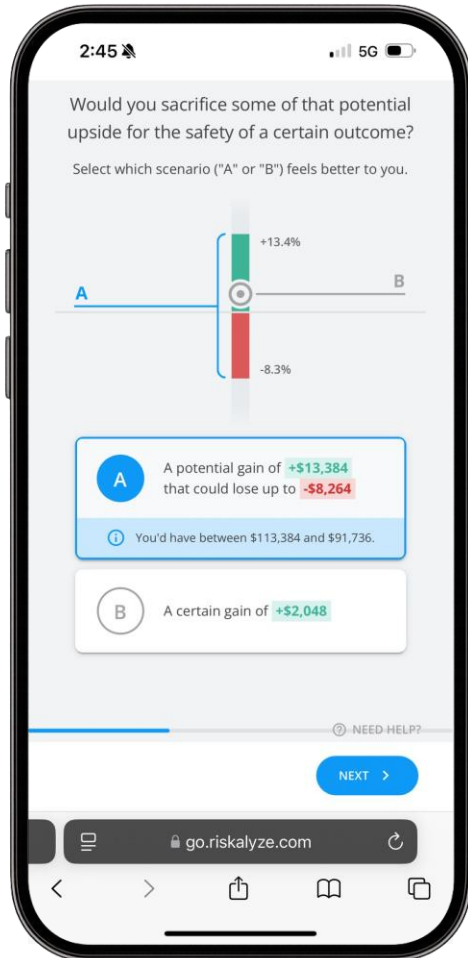 2:45
5G
Would you sacrifice some of that potential
upside for the safety of a certain outcome?
Select which scenario ("A" or "B") feels better to you.
+13.4%
B
A
-8.3%
A
A potential gain of +$13,384
that could lose up to -$8,264
You'd have between $113,384 and $91,736.
B
A certain gain of +$2,048
NEED HELP?
NEXT
go.riskalyze.com